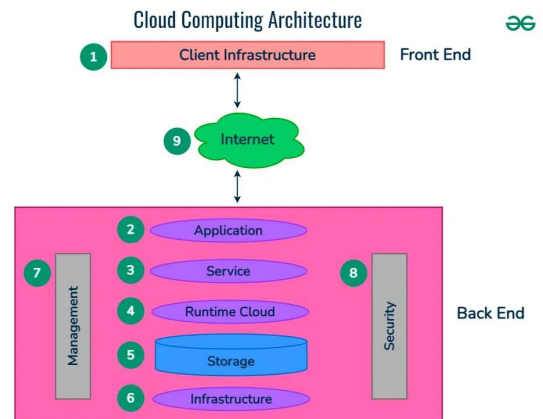 Cloud Computing Architecture
1 Client Infrastructure Front End
9 Internet
2 Application
3 Service
7 Management
8 Security
4 Runtime Cloud
Back End
5 Storage
6 Infrastructure